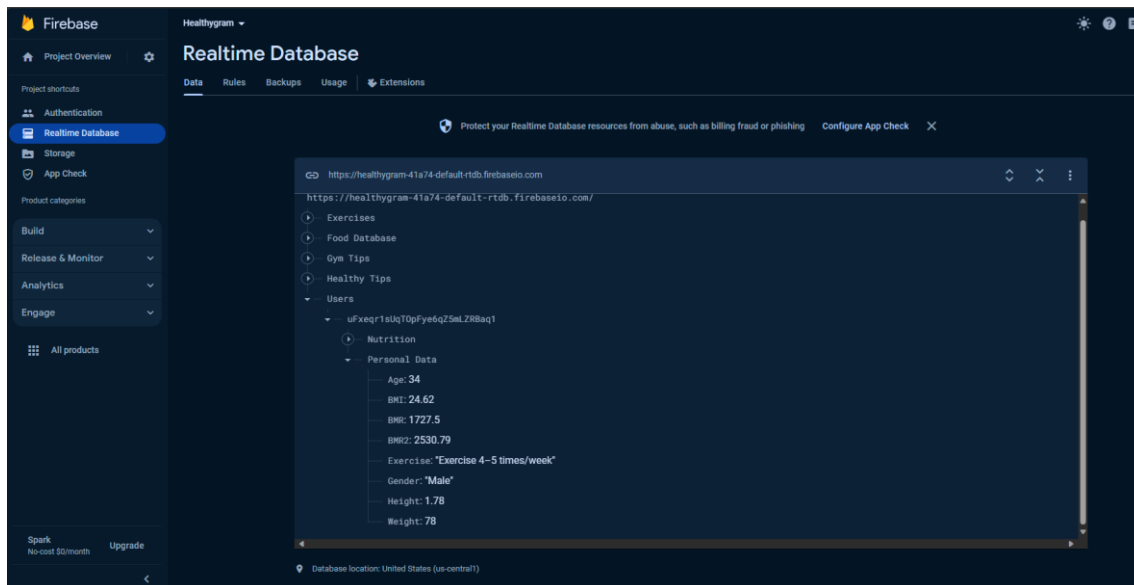 Firebase
Project Overview
Project shortcuts
Authentication
Realtime Database
Storage
App Check
Product categories
Build
Release & Monitor
Analytics
Engage
All products
Spark
No-cost $0/month
Upgrade
Healthygram
Realtime Database
Data Rules Backups Usage Extensions
Protect your Realtime Database resources from abuse, such as billing fraud or phishing Configure App Check
https://healthygram-41a74-default-rtdb.firebaseio.com
https://healthygram-41a74-default-rtdb.firebaseio.com/
Exercises
Food Database
Gym Tips
Healthy Tips
Users
uFxeqr1sUqTOpFye6qZ5mLZRBaq1
Nutrition
Personal Data
Age: 34
BMI: 24.62
BMR: 1727.5
BMR2: 2530.79
Exercise: "Exercise 4–5 times/week"
Gender: "Male"
Height: 1.78
Weight: 78
Database location: United States (us-central1)